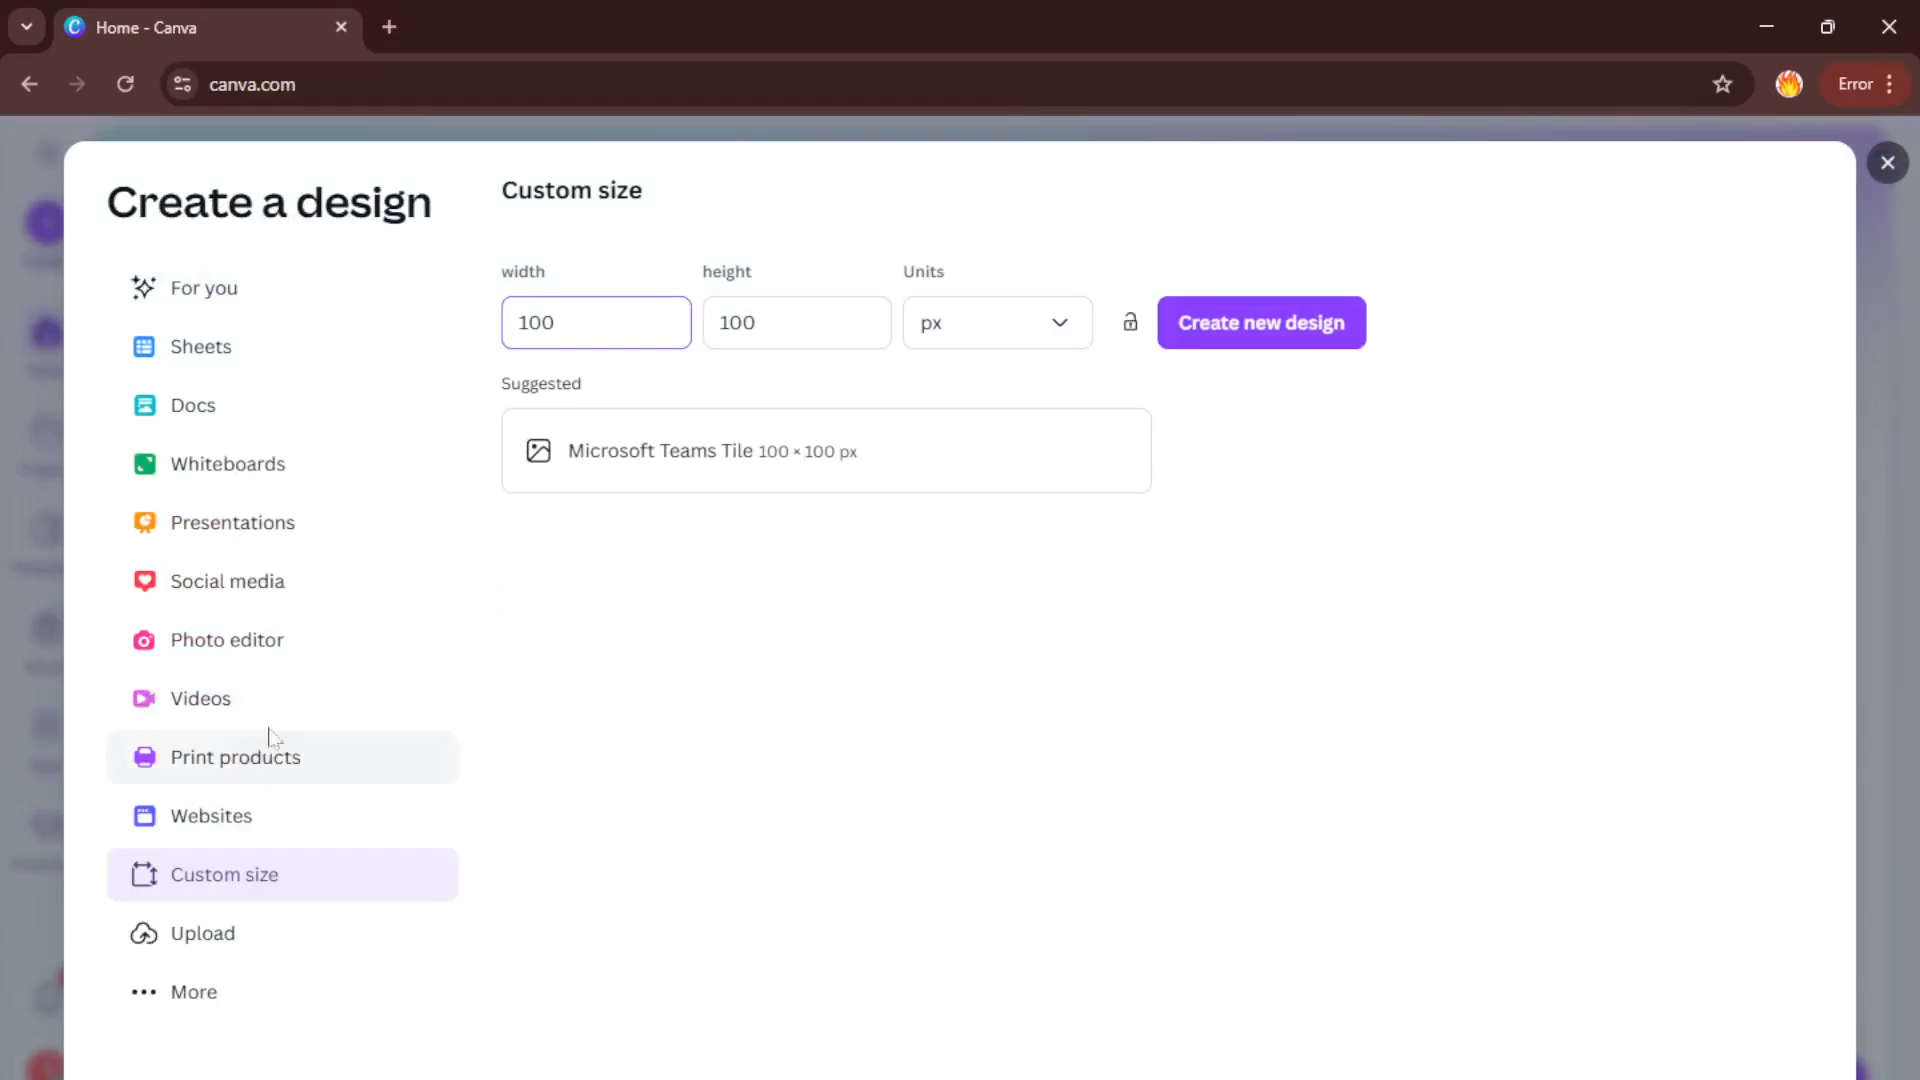 Home - Canva
canva.com
Error
Create a design
For you
Sheets
Docs
Whiteboards
Presentations
Social media
Photo editor
Videos
Print products
Websites
Custom size
Upload
More
Custom size
width
height
Units
100
100
px
Create new design
Suggested
Microsoft Teams Tile 100 × 100 px